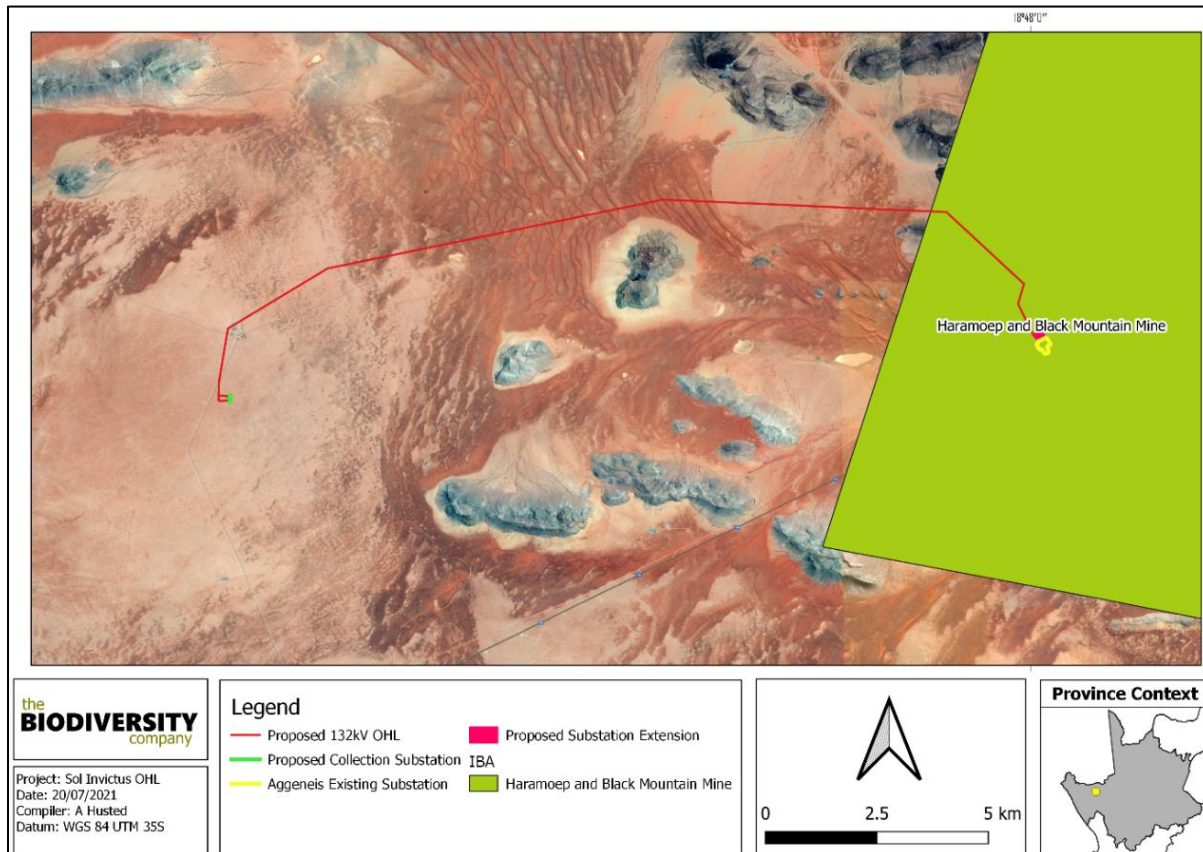 18°48'0"
Haramoep and Black Mountain Mine
the
BIODIVERSITY
company
Project: Sol Invictus OHL
Date: 20/07/2021
Compiler: A Husted
Datum: WGS 84 UTM 35S
Legend
Proposed 132kV OHL
Proposed Collection Substation
Aggeneis Existing Substation
Proposed Substation Extension
IBA
Haramoep and Black Mountain Mine
0 2.5 5 km
Province Context